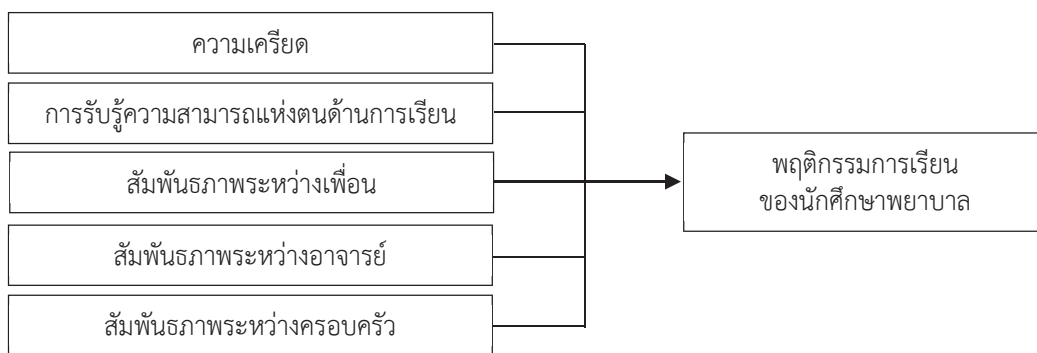 ความเครียด
การรับรู้ความสามารถแห่งตนด้านการเรียน
สัมพันธภาพระหว่างเพื่อน
สัมพันธภาพระหว่างอาจารย์
สัมพันธภาพระหว่างครอบครัว
พฤติกรรมการเรียน
ของนักศึกษาพยาบาล